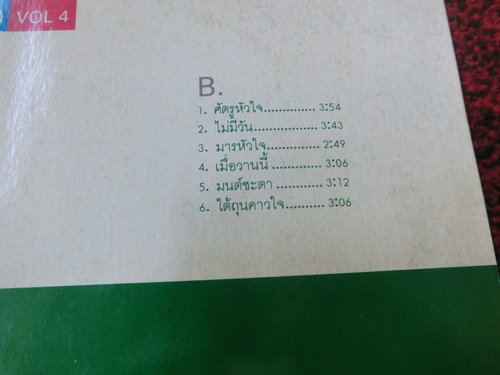 VOL 4
B.
1. ศัตรูหัวใจ.............. 3:54
2. ไม่มีวัน................. 3:43
3. มารหัวใจ.............. 2:49
4. เมื่อวานนี้ .............. 3:06
5. มนต์ชะตา ............ 3:12
6. ใต้ถุนคาวใจ.......... 3:06